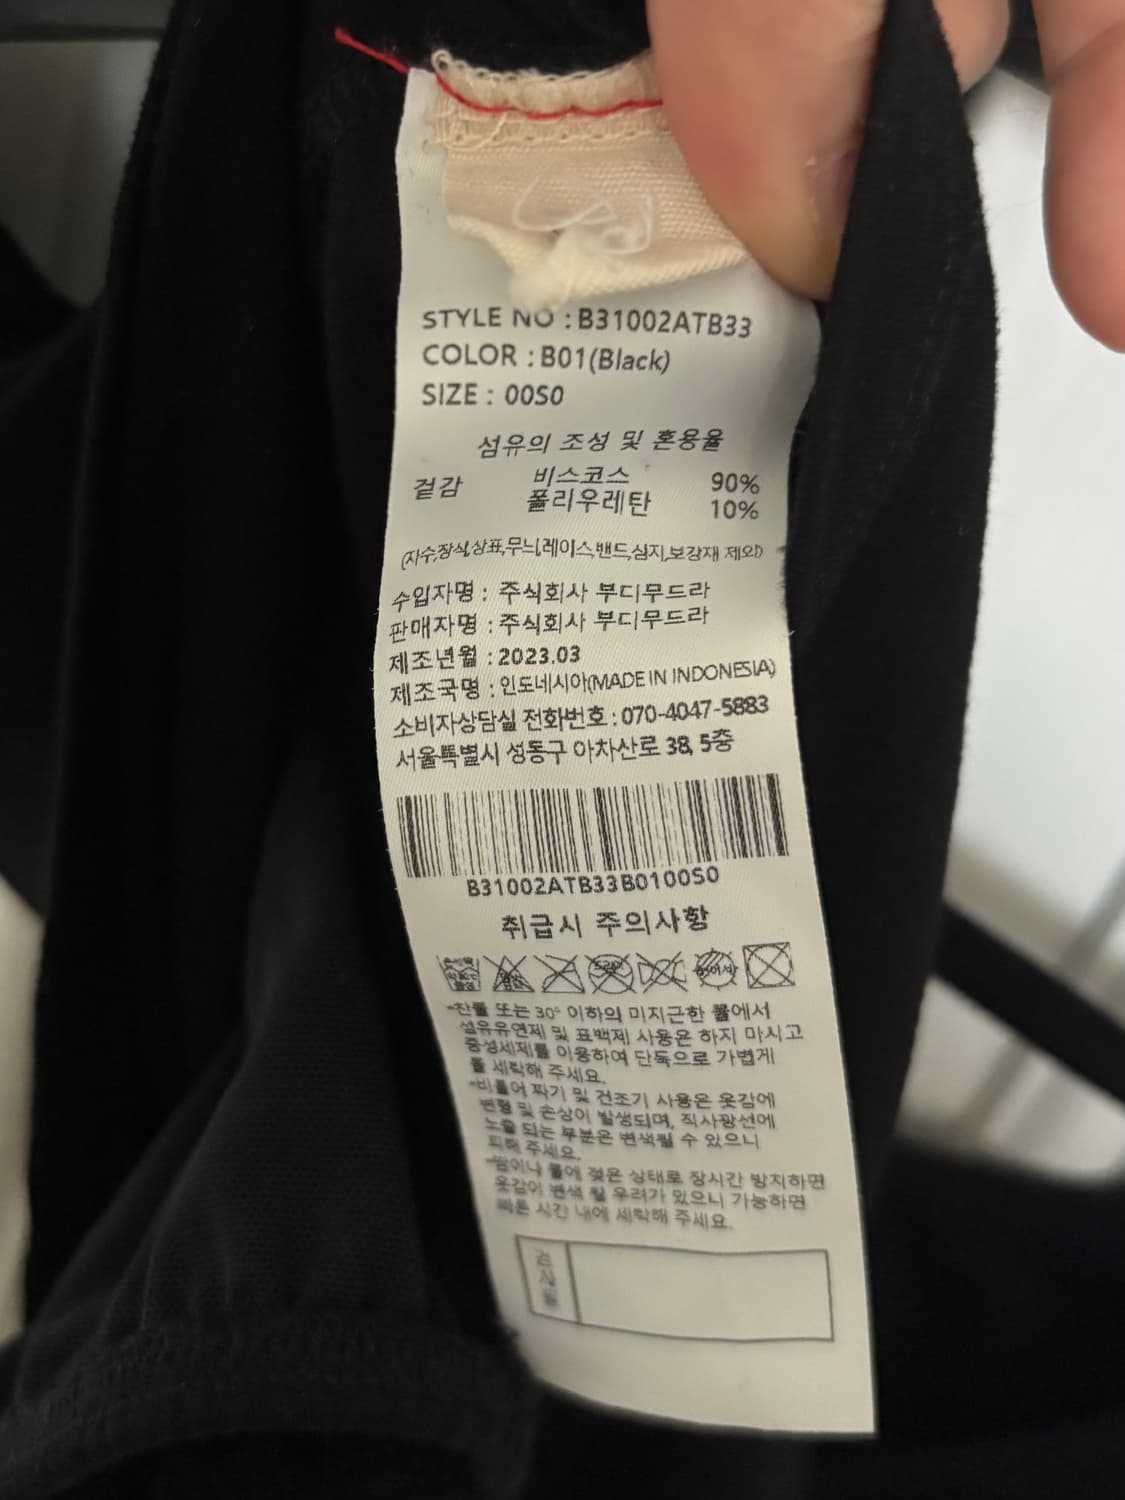 STYLE NO : B31002ATB33
COLOR : B01(Black)
SIZE : 00S0
섬유의 조성 및 혼용율
겉감 비스코스 90%
폴리우레탄 10%
(자수,장식,상표,무늬,레이스,밴드,심지,보강재 제외)
수입자명 : 주식회사 부디무드라
판매자명 : 주식회사 부디무드라
제조년월 : 2023.03
제조국명 : 인도네시아(MADE IN INDONESIA)
소비자상담실 전화번호 : 070-4047-5883
서울특별시 성동구 아차산로 38, 5층
B31002ATB33B0100S0
취급시 주의사항
드라이
*찬물 또는 30° 이하의 미지근한 물에서
섬유유연제 및 표백제 사용은 하지 마시고
중성세제를 이용하여 단독으로 가볍게
물 세탁해 주세요.
*비틀어 짜기 및 건조기 사용은 옷감에
변형 및 손상이 발생되며, 직사광선에
노출 되는 부분은 변색될 수 있으니
피해 주세요.
*땀이나 물에 젖은 상태로 장시간 방치하면
옷감이 변색 될 우려가 있으니 가능하면
빠른 시간 내에 세탁해 주세요.